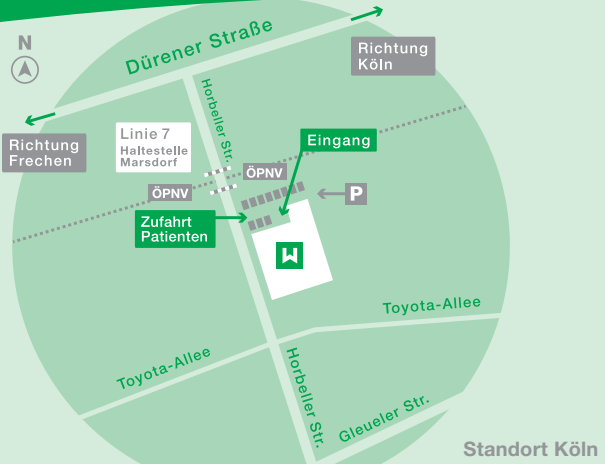 Dürener Straße
N
Richtung
Köln
Horbeller Str.
Richtung
Frechen
Linie 7
Haltestelle
Marsdorf
Eingang
ÖPNV
ÖPNV
P
Zufahrt
Patienten
W
Toyota-Allee
Toyota-Allee
Horbeller Str.
Gleueler Str.
Standort Köln